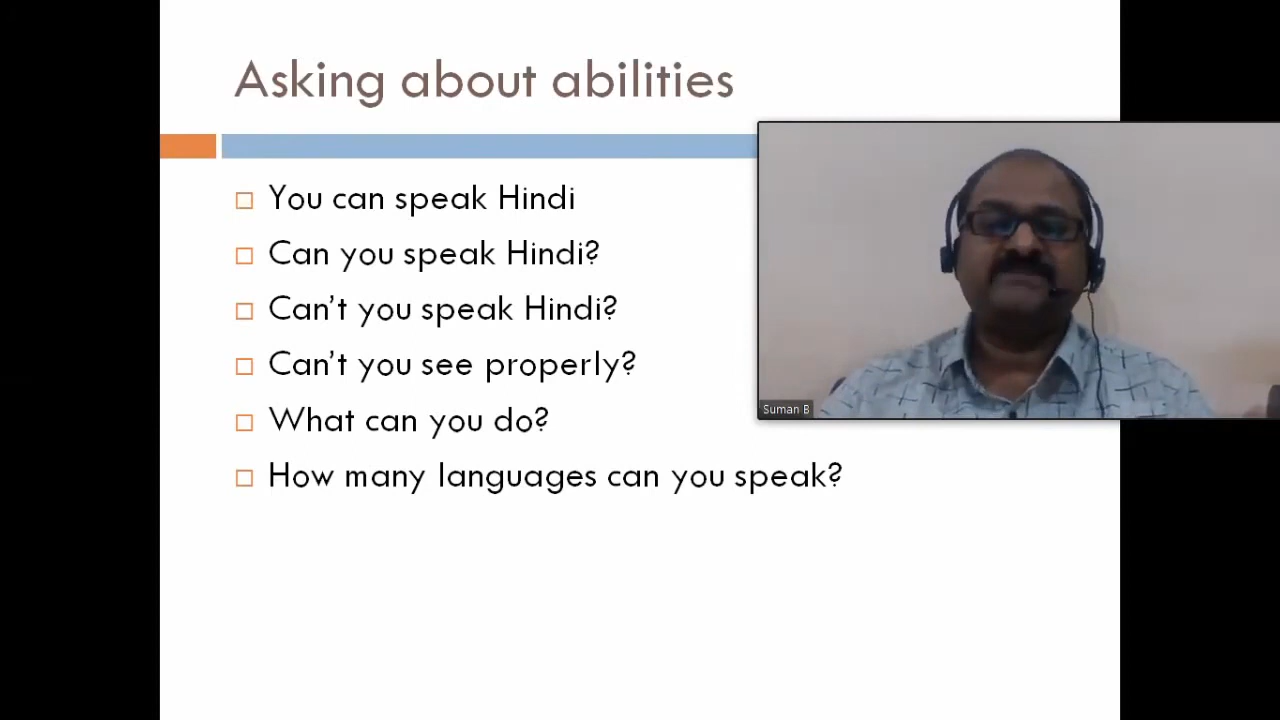 Asking about abilities
You can speak Hindi
Can you speak Hindi?
Can't you speak Hindi?
Can't you see properly?
What can you do?
How many languages can you speak?
Suman B